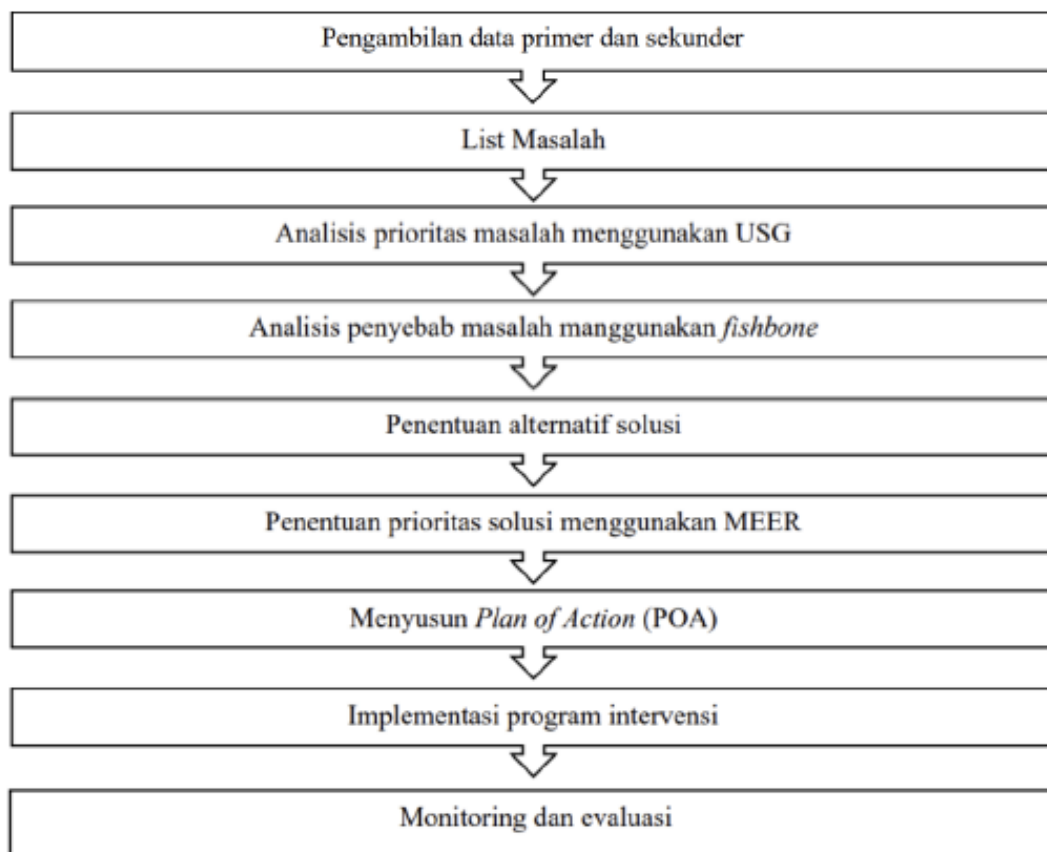 Pengambilan data primer dan sekunder
List Masalah
Analisis prioritas masalah menggunakan USG
Analisis penyebab masalah manggunakan fishbone
Penentuan alternatif solusi
Penentuan prioritas solusi menggunakan MEER
Menyusun Plan of Action (POA)
Implementasi program intervensi
Monitoring dan evaluasi